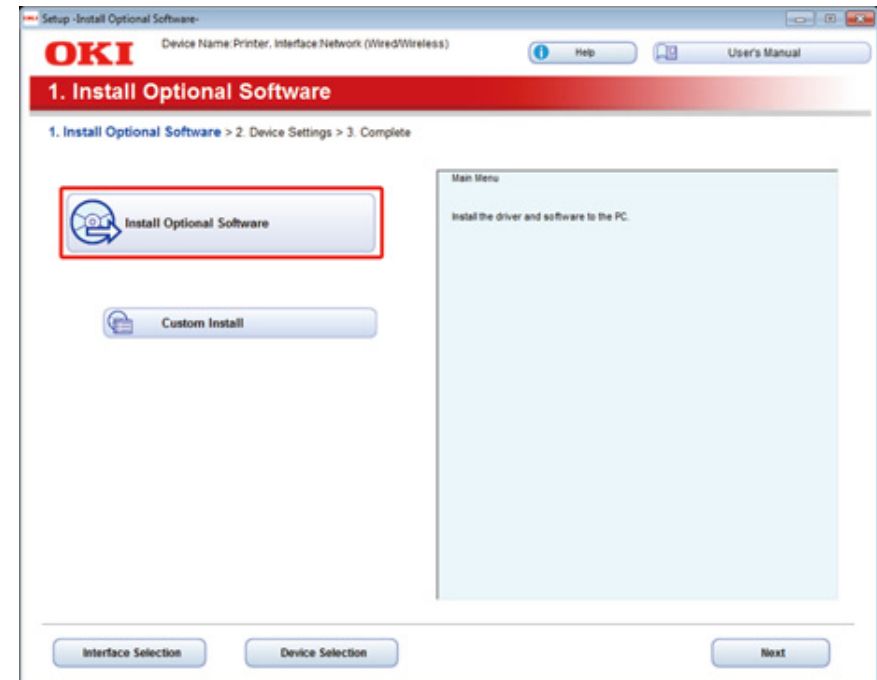 Setup -Install Optional Software-
OKI
Device Name:Printer. Interface:Network (Wired/Wireless)
Help
User's Manual
1. Install Optional Software
1. Install Optional Software > 2. Device Settings > 3. Complete
Main Menu
Install Optional Software
Install the driver and software to the PC.
Custom Install
Interface Selection
Device Selection
Next